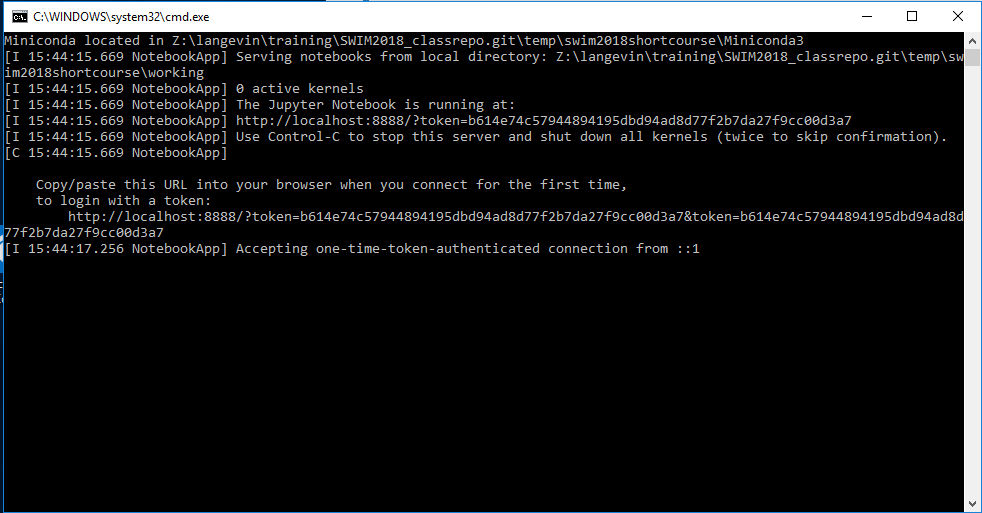 C:\WINDOWS\system32\cmd.exe
Miniconda located in Z:\langevin\training\SWIM2018_classrepo.git\temp\swim2018shortcourse\Miniconda3
[I 15:44:15.669 NotebookApp] Serving notebooks from local directory: Z:\langevin\training\SWIM2018_classrepo.git\temp\sw
im2018shortcourse\working
[I 15:44:15.669 NotebookApp] 0 active kernels
[I 15:44:15.669 NotebookApp] The Jupyter Notebook is running at:
[I 15:44:15.669 NotebookApp] http://localhost:8888/?token=b614e74c57944894195dbd94ad8d77f2b7da27f9cc00d3a7
[I 15:44:15.669 NotebookApp] Use Control-C to stop this server and shut down all kernels (twice to skip confirmation).
[C 15:44:15.669 NotebookApp]
Copy/paste this URL into your browser when you connect for the first time,
to login with a token:
http://localhost:8888/?token=b614e74c57944894195dbd94ad8d77f2b7da27f9cc00d3a7&token=b614e74c57944894195dbd94ad8d
77f2b7da27f9cc00d3a7
[I 15:44:17.256 NotebookApp] Accepting one-time-token-authenticated connection from ::1